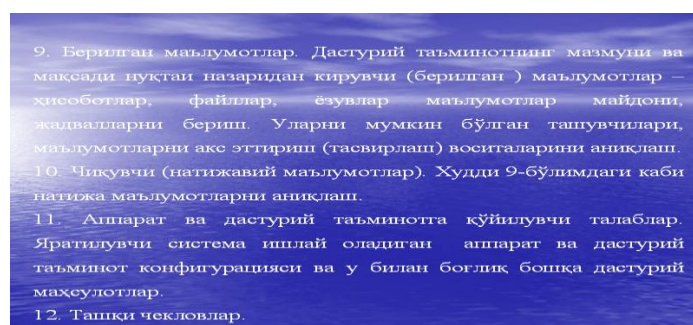 9. Берилган маълумотлар. Дастурий таъминотнинг мазмуни ва
мақсади нуқтаи назаридан кирувчи (берилган ) маълумотлар –
ҳисоботлар, файллар, ёзувлар маълумотлар майдони,
жадвалларни бериш. Уларни мумкин бўлган ташувчилари,
маълумотларни акс эттириш (тасвирлаш) воситаларини аниқлаш.
10. Чиқувчи (натижавий маълумотлар). Худди 9-бўлимдаги каби
натижа маълумотларни аниқлаш.
11. Аппарат ва дастурий таъминотга қўйилувчи талаблар.
Яратилувчи система ишлай оладиган аппарат ва дастурий
таъминот конфигурацияси ва у билан боғлиқ бошқа дастурий
маҳсулотлар.
12. Ташқи чекловлар.